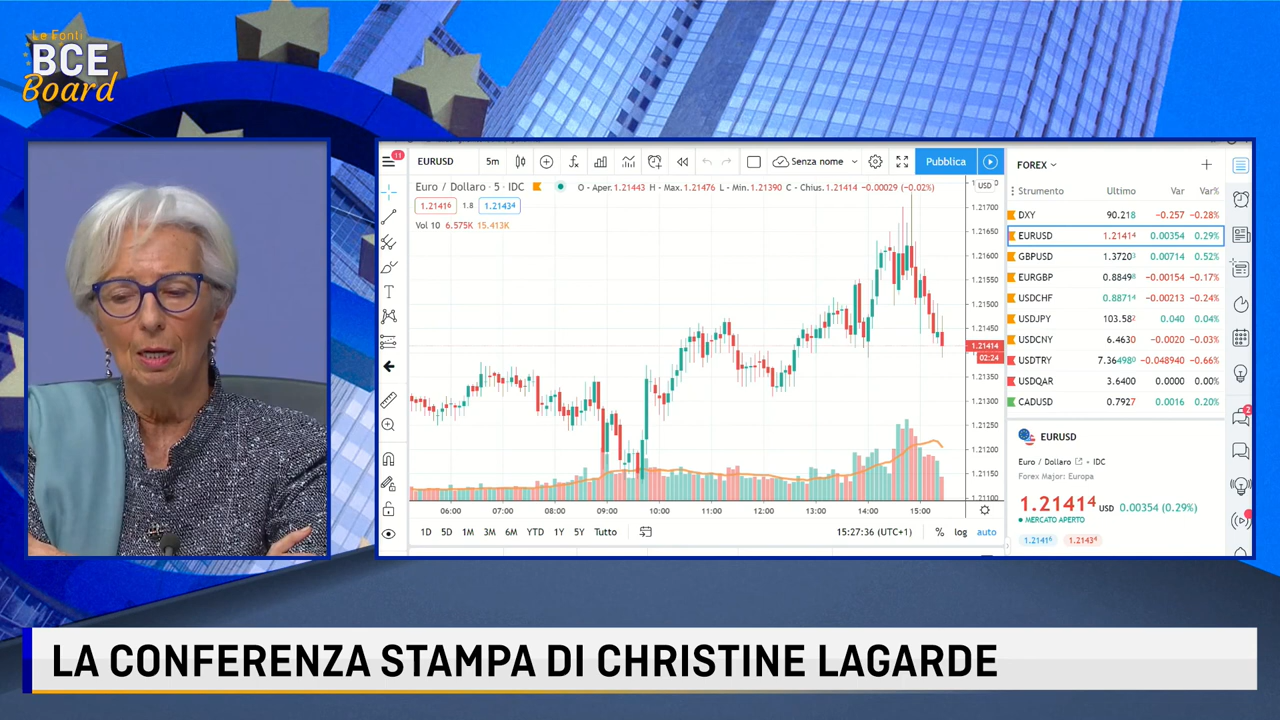 Le Fonti
BCE
Board
11
EURUSD
5m
Senza nome
Pubblica
Euro / Dollaro · 5 · IDC
O - Aper. 1.21443 H - Max. 1.21476 L - Min. 1.21390 C - Chius. 1.21414 −0.00029 (−0.02%)
1.21416
1.8
1.21434
Vol 10 6.575K 15.413K
USD
1.21700
1.21650
1.21600
1.21550
1.21500
1.21450
1.21414
02:24
1.21350
1.21300
1.21250
1.21200
1.21150
1.21100
06:00 07:00 08:00 09:00 10:00 11:00 12:00 13:00 14:00 15:00
1D 5D 1M 3M 6M YTD 1Y 5Y Tutto
15:27:36 (UTC+1) % log auto
FOREX
Strumento Ultimo Var Var%
DXY 90.218 −0.257 −0.28%
EURUSD 1.21414 0.00354 0.29%
GBPUSD 1.37203 0.00714 0.52%
EURGBP 0.88498 −0.00154 −0.17%
USDCHF 0.88714 −0.00213 −0.24%
USDJPY 103.582 0.040 0.04%
USDCNY 6.4630 −0.0020 −0.03%
USDTRY 7.364980 −0.048940 −0.66%
USDQAR 3.6400 0.0000 0.00%
CADUSD 0.7927 0.0016 0.20%
2
EURUSD
Euro / Dollaro • IDC
Forex Major: Europa
1.21414 USD 0.00354 (0.29%)
MERCATO APERTO
1.21416 1.21434
LA CONFERENZA STAMPA DI CHRISTINE LAGARDE